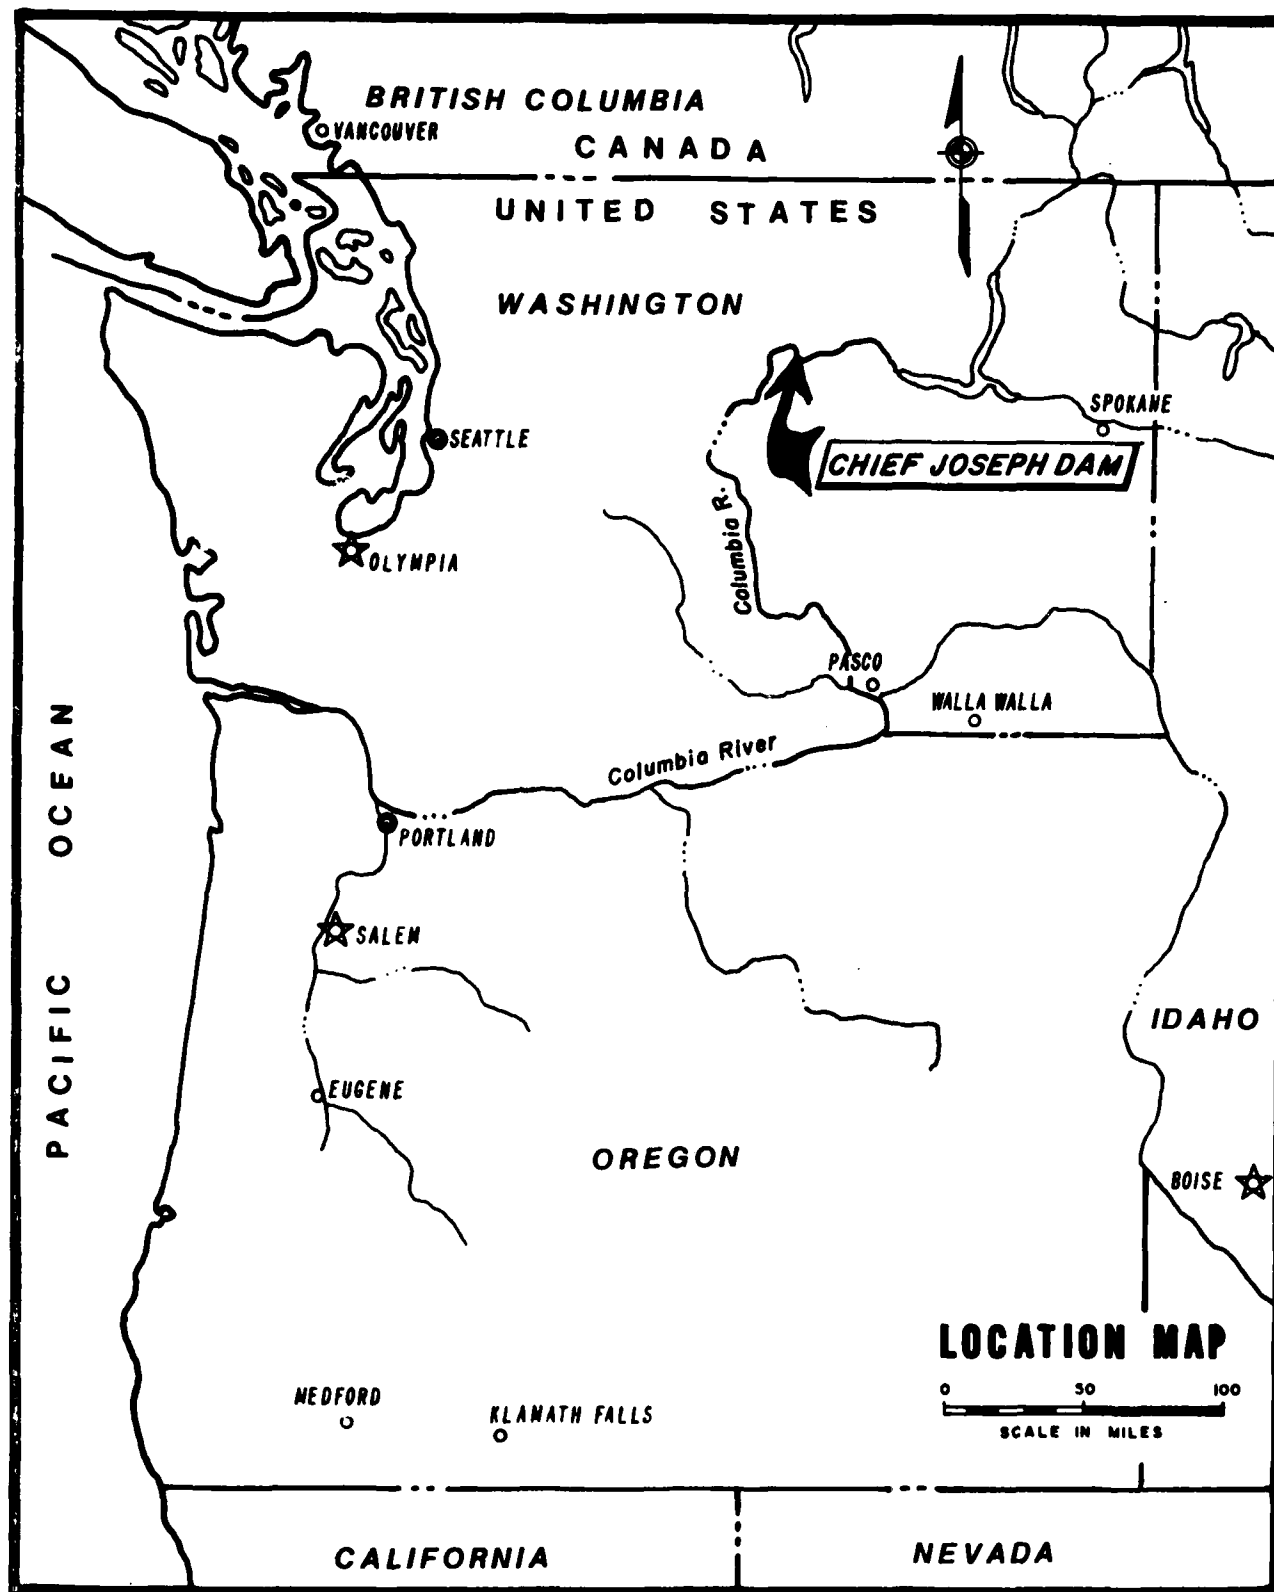 BRITISH COLUMBIA
VANCOUVER
CANADA
UNITED STATES
WASHINGTON
SPOKANE
SEATTLE
CHIEF JOSEPH DAM
Columbia R.
OLYMPIA
PASCO
WALLA WALLA
Columbia River
PACIFIC OCEAN
PORTLAND
SALEM
IDAHO
EUGENE
OREGON
BOISE
LOCATION MAP
0 50 100
SCALE IN MILES
MEDFORD
KLAMATH FALLS
CALIFORNIA
NEVADA